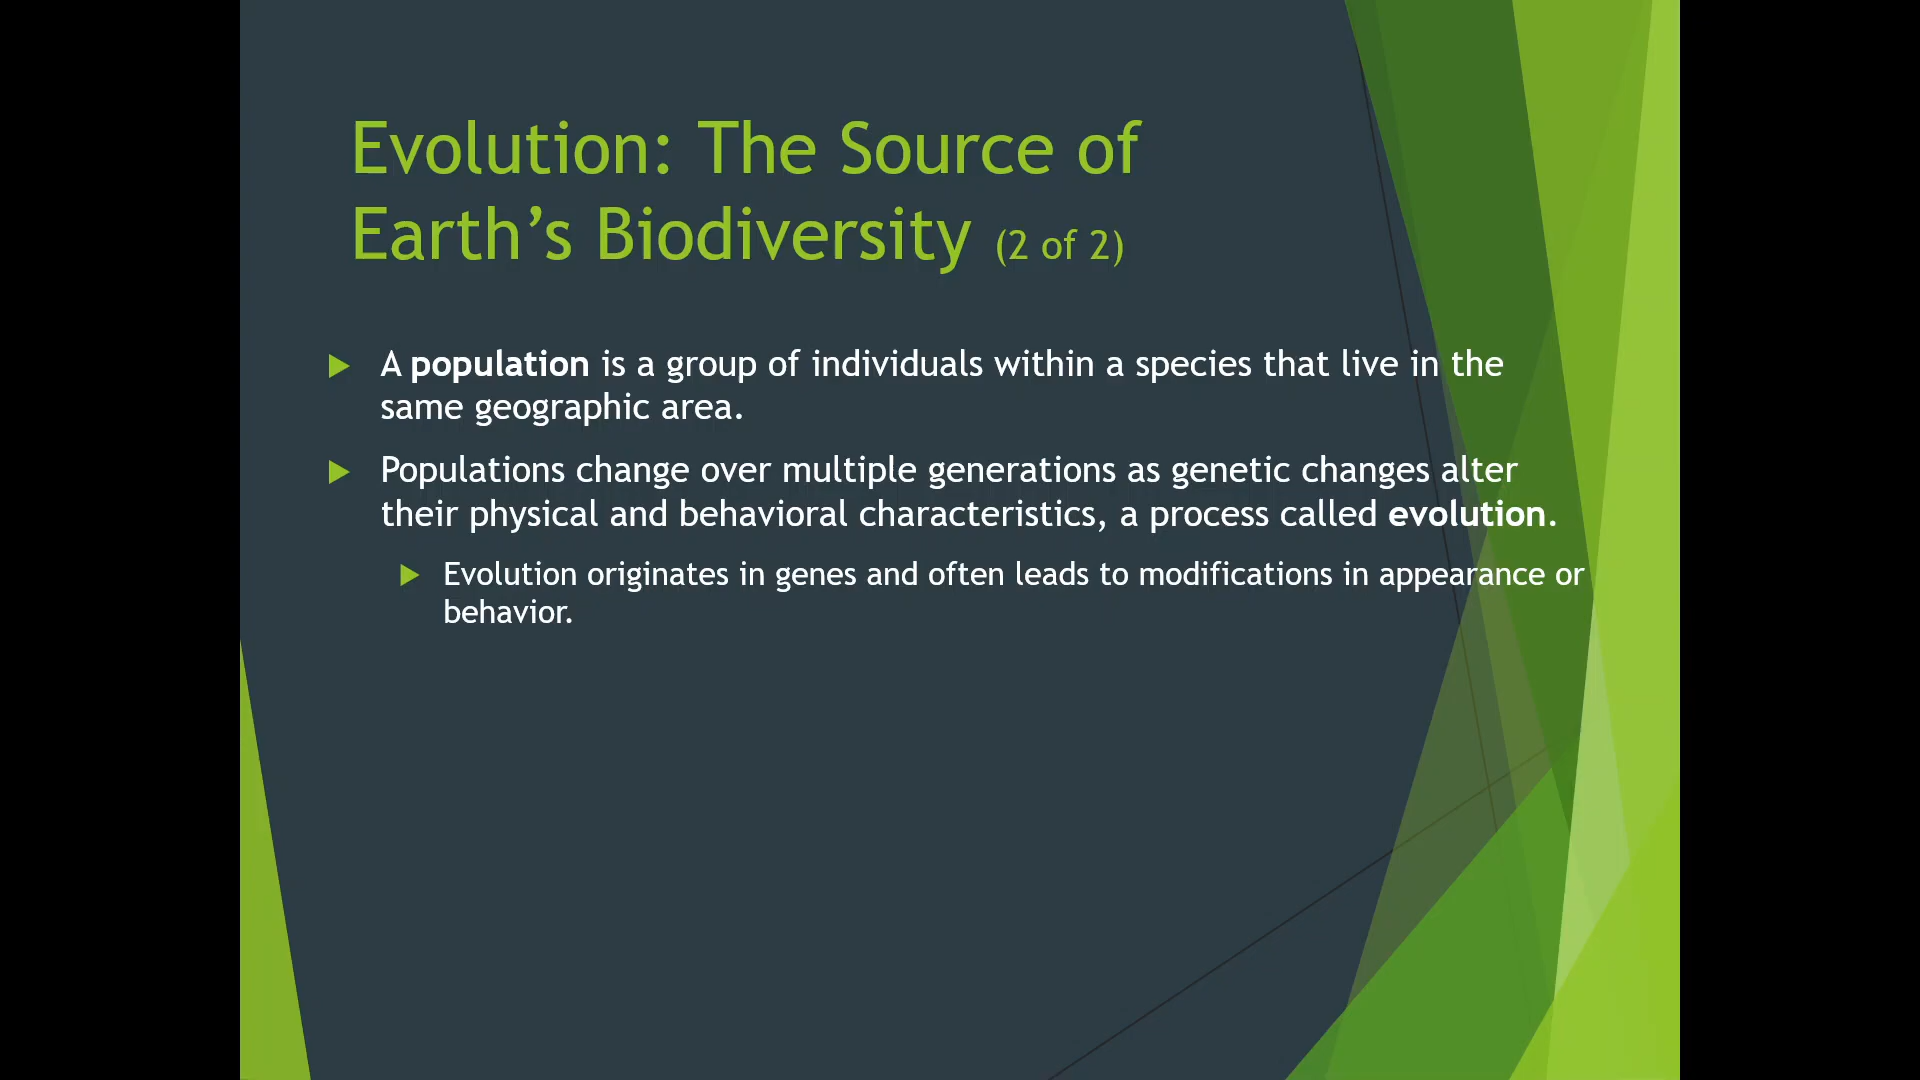 Evolution: The Source of
Earth’s Biodiversity (2 of 2)
A population is a group of individuals within a species that live in the
same geographic area.
Populations change over multiple generations as genetic changes alter
their physical and behavioral characteristics, a process called evolution.
Evolution originates in genes and often leads to modifications in appearance or
behavior.